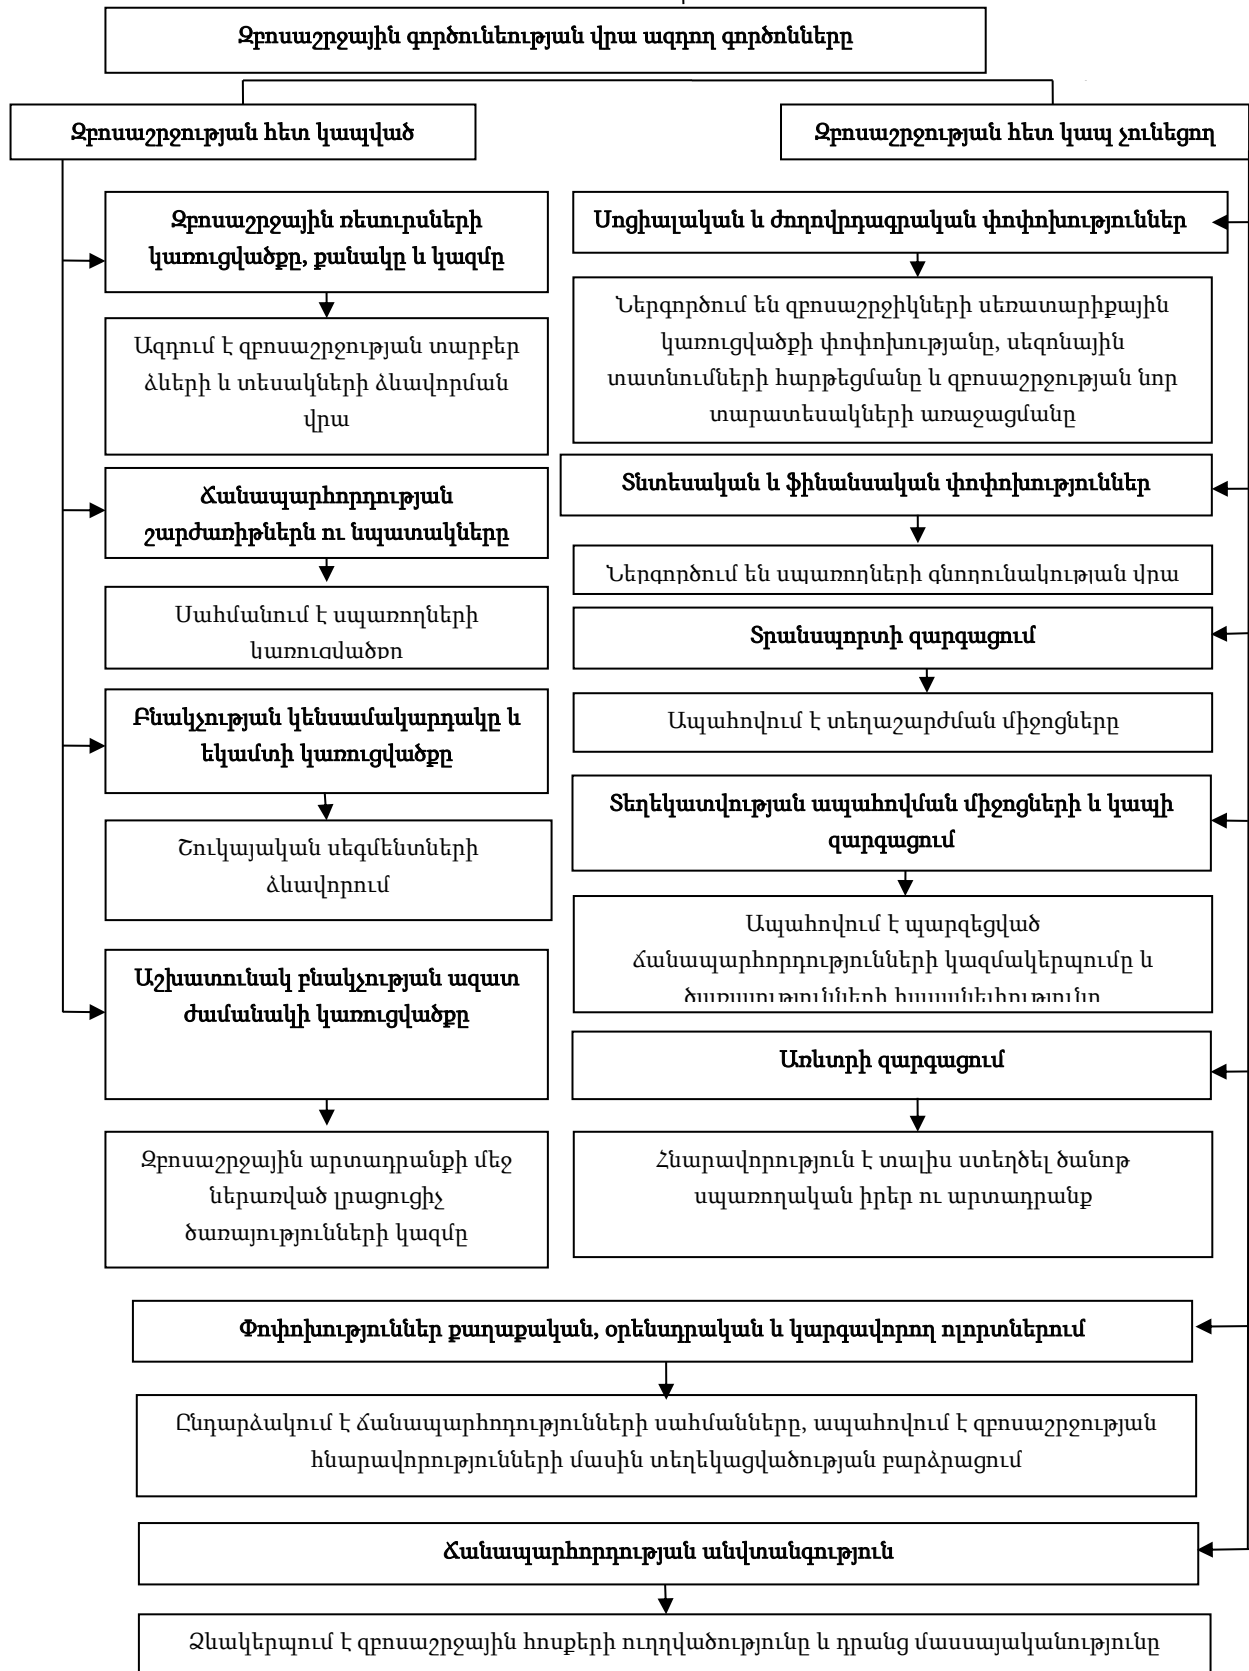 Զբոսաշրջային գործունեության վրա ազդող գործոնները
Զբոսաշրջության հետ կապված
Զբոսաշրջության հետ կապ չունեցող
Զբոսաշրջային ռեսուրսների
կառուցվածքը, քանակը և կազմը
Ազդում է զբոսաշրջության տարբեր
ձևերի և տեսակների ձևավորման
վրա
Ճանապարհորդության
շարժառիթներն ու նպատակները
Սահմանում է սպառողների
կառուցվածքը
Բնակչության կենսամակարդակը և
եկամտի կառուցվածքը
Շուկայական սեգմենտների
ձևավորում
Աշխատունակ բնակչության ազատ
ժամանակի կառուցվածքը
Զբոսաշրջային արտադրանքի մեջ
ներառված լրացուցիչ
ծառայությունների կազմը
Սոցիալական և ժողովրդագրական փոփոխություններ
Ներգործում են զբոսաշրջիկների սեռատարիքային
կառուցվածքի փոփոխությանը, սեզոնային
տատնումների հարթեցմանը և զբոսաշրջության նոր
տարատեսակների առաջացմանը
Տնտեսական և ֆինանսական փոփոխություններ
Ներգործում են սպառողների գնողունակության վրա
Տրանսպորտի զարգացում
Ապահովում է տեղաշարժման միջոցները
Տեղեկատվության ապահովման միջոցների և կապի
զարգացում
Ապահովում է պարզեցված
ճանապարհորդությունների կազմակերպումը և
ծառայությունների հասանելիությունը
Առևտրի զարգացում
Հնարավորություն է տալիս ստեղծել ծանոթ
սպառողական իրեր ու արտադրանք
Փոփոխություններ քաղաքական, օրենսդրական և կարգավորող ոլորտներում
Ընդարձակում է ճանապարհոդությունների սահմանները, ապահովում է զբոսաշրջության
հնարավորությունների մասին տեղեկացվածության բարձրացում
Ճանապարհորդության անվտանգություն
Ձևակերպում է զբոսաշրջային հոսքերի ուղղվածությունը և դրանց մասսայականությունը